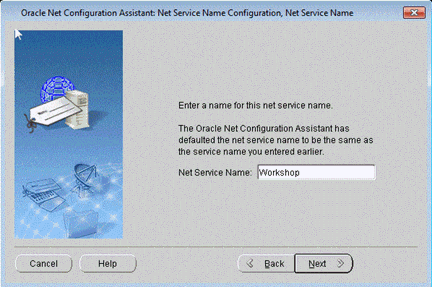 Oracle Net Configuration Assistant: Net Service Name Configuration, Net Service Name
Enter a name for this net service name.
The Oracle Net Configuration Assistant has
defaulted the net service name to be the same as
the service name you entered earlier.
Net Service Name: Workshop
Cancel Help Back Next